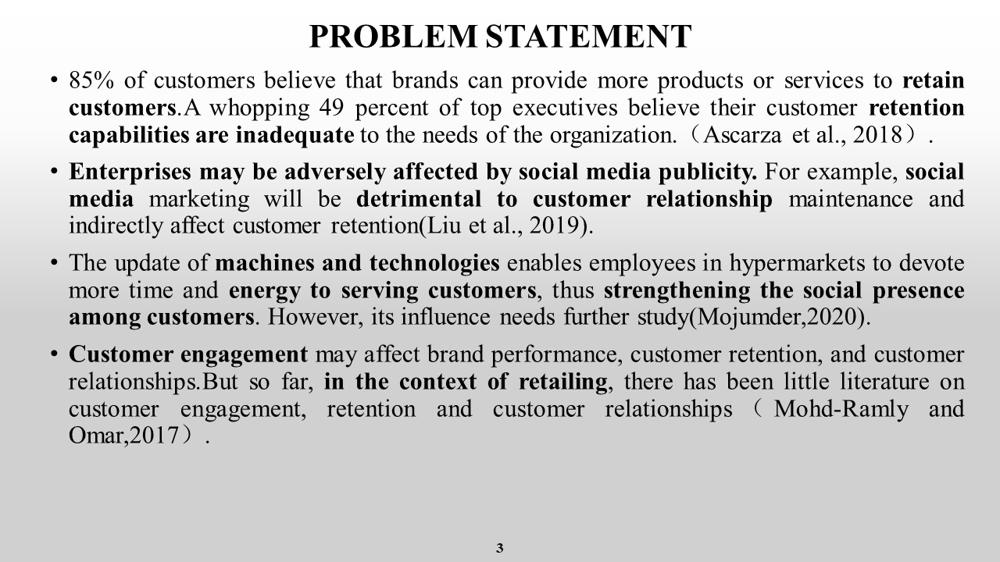 PROBLEM STATEMENT
• 85% of customers believe that brands can provide more products or services to retain
customers.A whopping 49 percent of top executives believe their customer retention
capabilities are inadequate to the needs of the organization.（Ascarza et al., 2018）.
• Enterprises may be adversely affected by social media publicity. For example, social
media marketing will be detrimental to customer relationship maintenance and
indirectly affect customer retention(Liu et al., 2019).
• The update of machines and technologies enables employees in hypermarkets to devote
more time and energy to serving customers, thus strengthening the social presence
among customers. However, its influence needs further study(Mojumder,2020).
• Customer engagement may affect brand performance, customer retention, and customer
relationships.But so far, in the context of retailing, there has been little literature on
customer engagement, retention and customer relationships（Mohd-Ramly and
Omar,2017）.
3